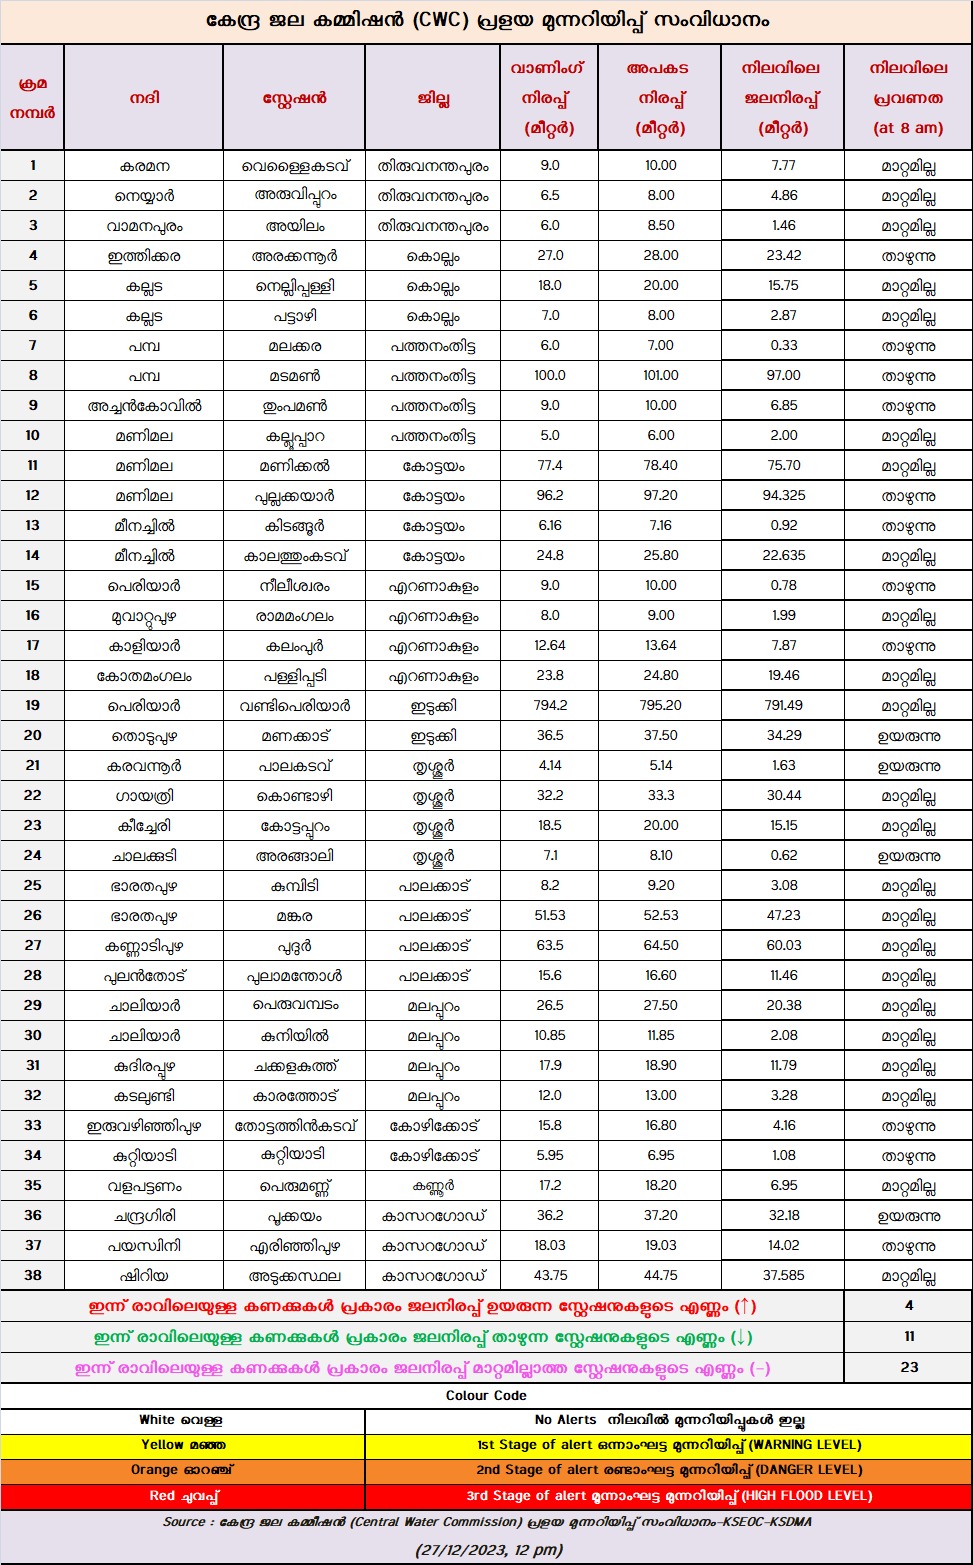 കേന്ദ്ര ജല കമ്മിഷൻ (CWC) പ്രളയ മുന്നറിയിപ്പ് സംവിധാനം
ക്രമ നമ്പർ നദി സ്റ്റേഷൻ ജില്ല വാണിംഗ് നിരപ്പ് (മീറ്റർ) അപകട നിരപ്പ് (മീറ്റർ) നിലവിലെ ജലനിരപ്പ് (മീറ്റർ) നിലവിലെ പ്രവണത (at 8 am)
1 കരമന വെള്ളൈകടവ് തിരുവനന്തപുരം 9.0 10.00 7.77 മാറ്റമില്ല
2 നെയ്യാർ അരുവിപ്പുറം തിരുവനന്തപുരം 6.5 8.00 4.86 മാറ്റമില്ല
3 വാമനപുരം അയിലം തിരുവനന്തപുരം 6.0 8.50 1.46 മാറ്റമില്ല
4 ഇത്തിക്കര അരക്കന്നൂർ കൊല്ലം 27.0 28.00 23.42 താഴുന്നു
5 കല്ലട നെല്ലിപ്പള്ളി കൊല്ലം 18.0 20.00 15.75 മാറ്റമില്ല
6 കല്ലട പട്ടാഴി കൊല്ലം 7.0 8.00 2.87 മാറ്റമില്ല
7 പമ്പ മലക്കര പത്തനംതിട്ട 6.0 7.00 0.33 താഴുന്നു
8 പമ്പ മടമൺ പത്തനംതിട്ട 100.0 101.00 97.00 താഴുന്നു
9 അച്ചൻകോവിൽ തുംപമൺ പത്തനംതിട്ട 9.0 10.00 6.85 താഴുന്നു
10 മണിമല കല്ലൂപ്പാറ പത്തനംതിട്ട 5.0 6.00 2.00 മാറ്റമില്ല
11 മണിമല മണിക്കൽ കോട്ടയം 77.4 78.40 75.70 മാറ്റമില്ല
12 മണിമല പുല്ലക്കയാർ കോട്ടയം 96.2 97.20 94.325 താഴുന്നു
13 മീനച്ചിൽ കിടങ്ങൂർ കോട്ടയം 6.16 7.16 0.92 താഴുന്നു
14 മീനച്ചിൽ കാലത്തുംകടവ് കോട്ടയം 24.8 25.80 22.635 മാറ്റമില്ല
15 പെരിയാർ നീലീശ്വരം എറണാകുളം 9.0 10.00 0.78 താഴുന്നു
16 മുവാറ്റുപുഴ രാമമംഗലം എറണാകുളം 8.0 9.00 1.99 മാറ്റമില്ല
17 കാളിയാർ കലംപുർ എറണാകുളം 12.64 13.64 7.87 താഴുന്നു
18 കോതമംഗലം പള്ളിപ്പടി എറണാകുളം 23.8 24.80 19.46 മാറ്റമില്ല
19 പെരിയാർ വണ്ടിപെരിയാർ ഇടുക്കി 794.2 795.20 791.49 മാറ്റമില്ല
20 തൊടുപുഴ മണക്കാട് ഇടുക്കി 36.5 37.50 34.29 ഉയരുന്നു
21 കരവന്നൂർ പാലകടവ് തൃശ്ശൂർ 4.14 5.14 1.63 ഉയരുന്നു
22 ഗായത്രി കൊണ്ടാഴി തൃശ്ശൂർ 32.2 33.3 30.44 മാറ്റമില്ല
23 കീച്ചേരി കോട്ടപ്പുറം തൃശ്ശൂർ 18.5 20.00 15.15 മാറ്റമില്ല
24 ചാലക്കുടി അരങ്ങാലി തൃശ്ശൂർ 7.1 8.10 0.62 ഉയരുന്നു
25 ഭാരതപുഴ കുമ്പിടി പാലക്കാട് 8.2 9.20 3.08 മാറ്റമില്ല
26 ഭാരതപുഴ മങ്കര പാലക്കാട് 51.53 52.53 47.23 മാറ്റമില്ല
27 കണ്ണാടിപുഴ പുദുർ പാലക്കാട് 63.5 64.50 60.03 മാറ്റമില്ല
28 പുലൻതോട് പുലാമന്തോൾ പാലക്കാട് 15.6 16.60 11.46 മാറ്റമില്ല
29 ചാലിയാർ പെരുവമ്പടം മലപ്പുറം 26.5 27.50 20.38 മാറ്റമില്ല
30 ചാലിയാർ കുനിയിൽ മലപ്പുറം 10.85 11.85 2.08 മാറ്റമില്ല
31 കുദിരപ്പുഴ ചക്കളകുത്ത് മലപ്പുറം 17.9 18.90 11.79 മാറ്റമില്ല
32 കടലുണ്ടി കാരത്തോട് മലപ്പുറം 12.0 13.00 3.28 മാറ്റമില്ല
33 ഇരുവഴിഞ്ഞിപുഴ തോട്ടത്തിൻകടവ് കോഴിക്കോട് 15.8 16.80 4.16 താഴുന്നു
34 കുറ്റിയാടി കുറ്റിയാടി കോഴിക്കോട് 5.95 6.95 1.08 താഴുന്നു
35 വളപട്ടണം പെരുമണ്ണ് കണ്ണൂർ 17.2 18.20 6.95 മാറ്റമില്ല
36 ചന്ദ്രഗിരി പൂക്കയം കാസറഗോഡ് 36.2 37.20 32.18 ഉയരുന്നു
37 പയസ്വിനി എരിഞ്ഞിപുഴ കാസറഗോഡ് 18.03 19.03 14.02 താഴുന്നു
38 ഷിറിയ അടുക്കസ്ഥല കാസറഗോഡ് 43.75 44.75 37.585 മാറ്റമില്ല
ഇന്ന് രാവിലെയുള്ള കണക്കുകൾ പ്രകാരം ജലനിരപ്പ് ഉയരുന്ന സ്റ്റേഷനുകളുടെ എണ്ണം (↑) 4
ഇന്ന് രാവിലെയുള്ള കണക്കുകൾ പ്രകാരം ജലനിരപ്പ് താഴുന്ന സ്റ്റേഷനുകളുടെ എണ്ണം (↓) 11
ഇന്ന് രാവിലെയുള്ള കണക്കുകൾ പ്രകാരം ജലനിരപ്പ് മാറ്റമില്ലാത്ത സ്റ്റേഷനുകളുടെ എണ്ണം (-) 23
Colour Code
White വെള്ള No Alerts നിലവിൽ മുന്നറിയിപ്പുകൾ ഇല്ല
Yellow മഞ്ഞ 1st Stage of alert ഒന്നാംഘട്ട മുന്നറിയിപ്പ് (WARNING LEVEL)
Orange ഓറഞ്ച് 2nd Stage of alert രണ്ടാംഘട്ട മുന്നറിയിപ്പ് (DANGER LEVEL)
Red ചുവപ്പ് 3rd Stage of alert മൂന്നാംഘട്ട മുന്നറിയിപ്പ് (HIGH FLOOD LEVEL)
Source : കേന്ദ്ര ജല കമ്മീഷൻ (Central Water Commission) പ്രളയ മുന്നറിയിപ്പ് സംവിധാനം-KSEOC-KSDMA
(27/12/2023, 12 pm)